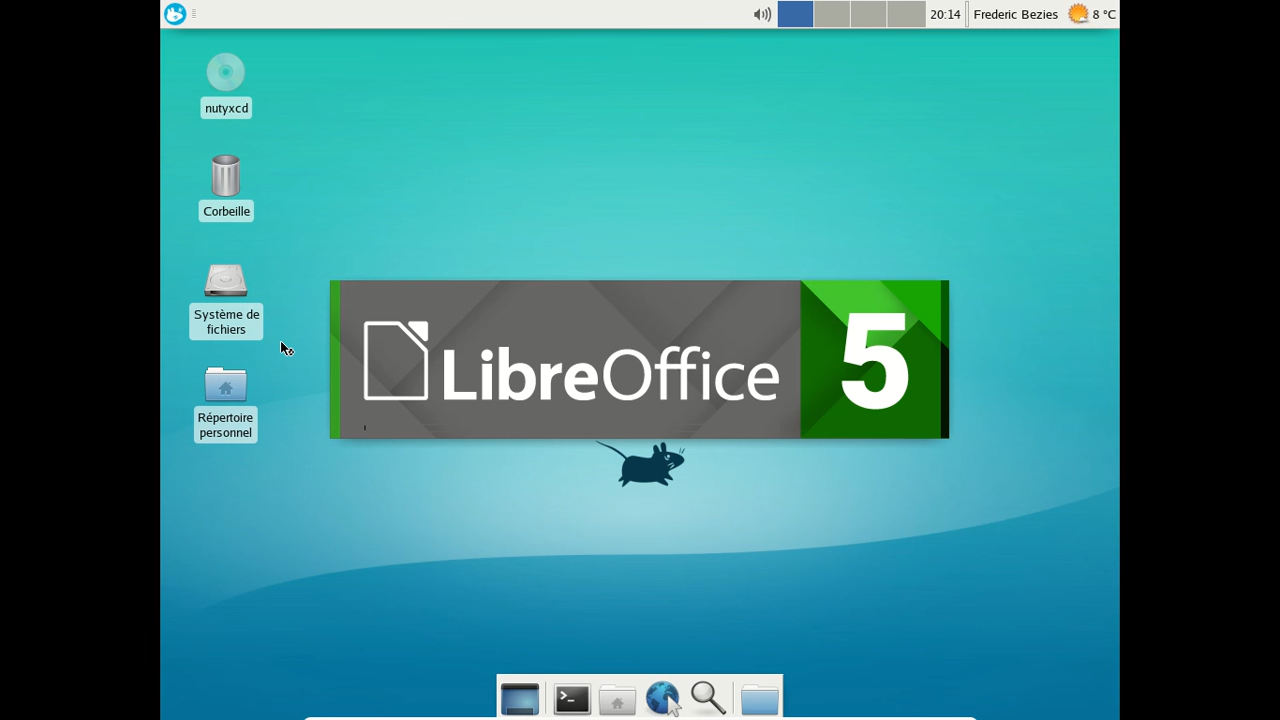 20:14
Frederic Bezies
8 °C
nutyxcd
Corbeille
Système de
fichiers
Répertoire
personnel
LibreOffice
5